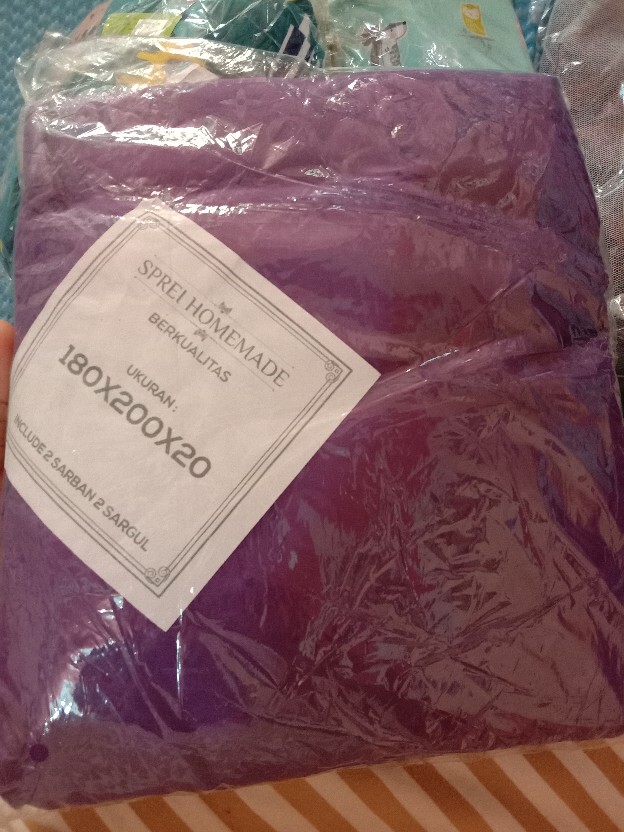 SPREI HOMEMADE
BERKUALITAS
UKURAN:
180X200X20
INCLUDE 2 SARBAN 2 SARGUL